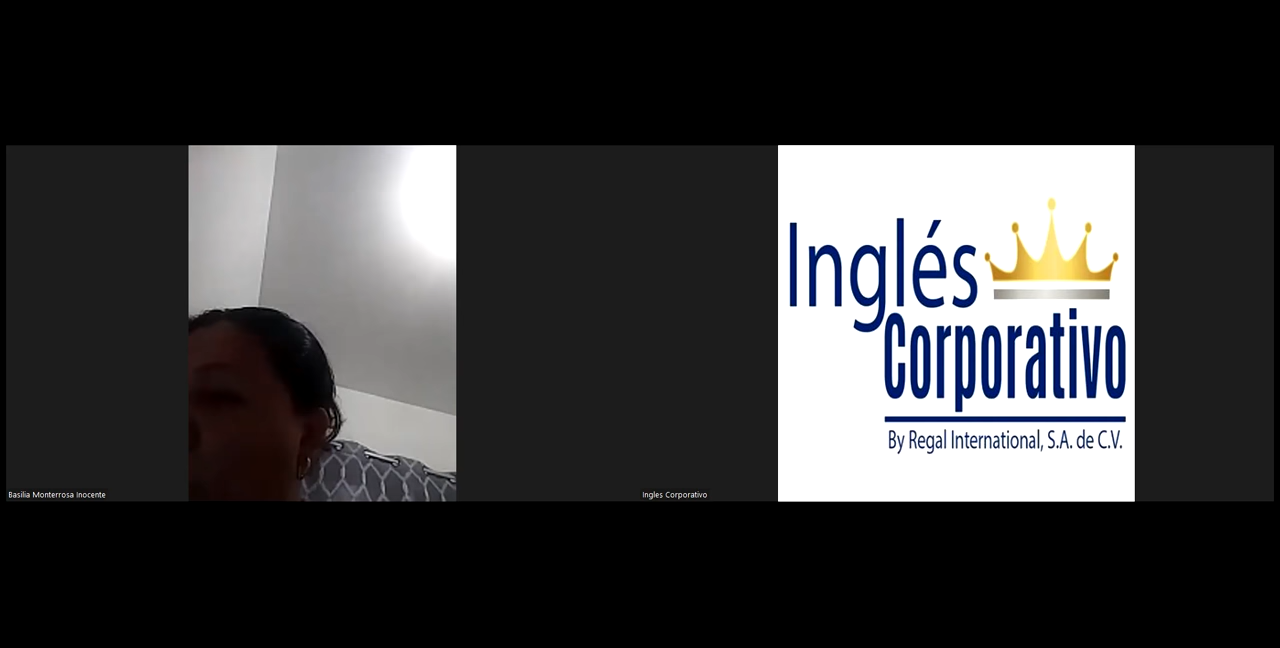 Inglés
Corporativo
By Regal International, S.A. de C.V.
Basilia Monterrosa Inocente
Ingles Corporativo